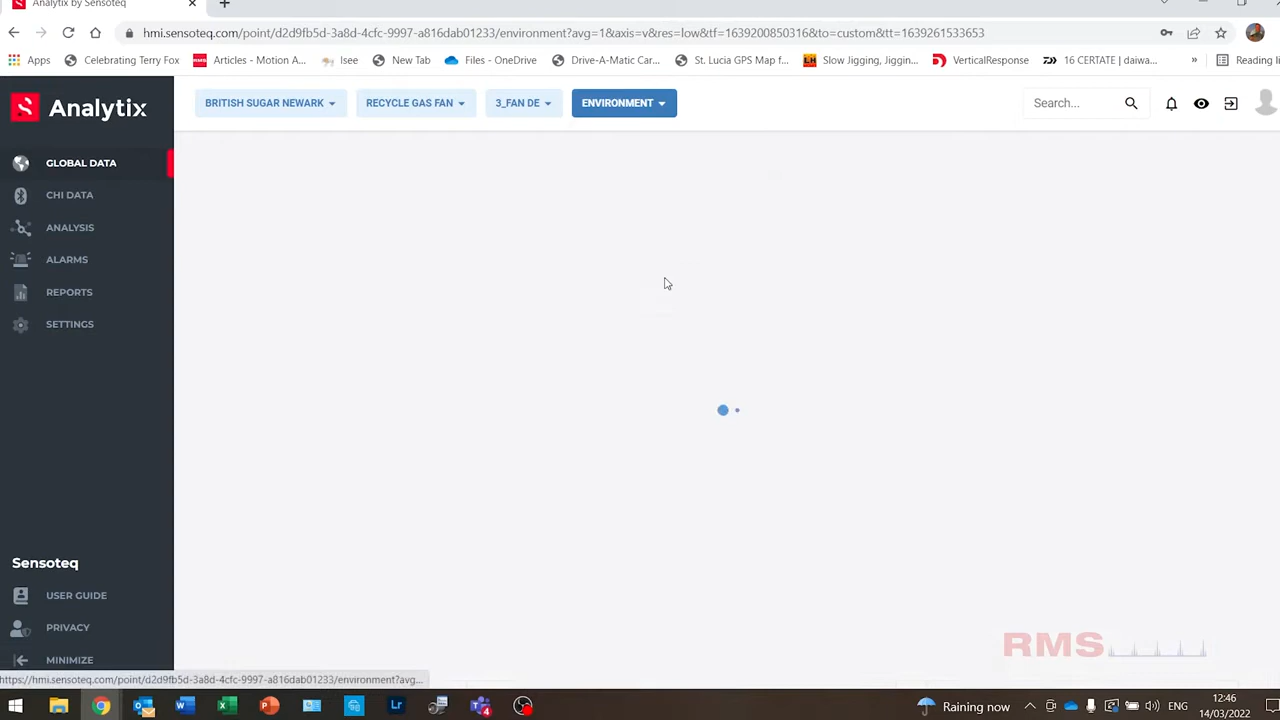 Analytix by Sensoteq
hmi.sensoteq.com/point/d2d9fb5d-3a8d-4cfc-9997-a816dab01233/environment?avg=1&axis=v&res=low&tf=1639200850316&to=custom&tt=1639261533653
Apps Celebrating Terry Fox Articles - Motion A... Isee New Tab Files - OneDrive Drive-A-Matic Car... St. Lucia GPS Map f... Slow Jigging, Jiggin... VerticalResponse 16 CERTATE | daiwa... » Reading li
Analytix
BRITISH SUGAR NEWARK RECYCLE GAS FAN 3_FAN DE ENVIRONMENT Search...
GLOBAL DATA
CHI DATA
ANALYSIS
ALARMS
REPORTS
SETTINGS
Sensoteq
USER GUIDE
PRIVACY
RMS
MINIMIZE
https://hmi.sensoteq.com/point/d2d9fb5d-3a8d-4cfc-9997-a816dab01233/environment?avg...
Raining now ENG 12:46
14/03/2022